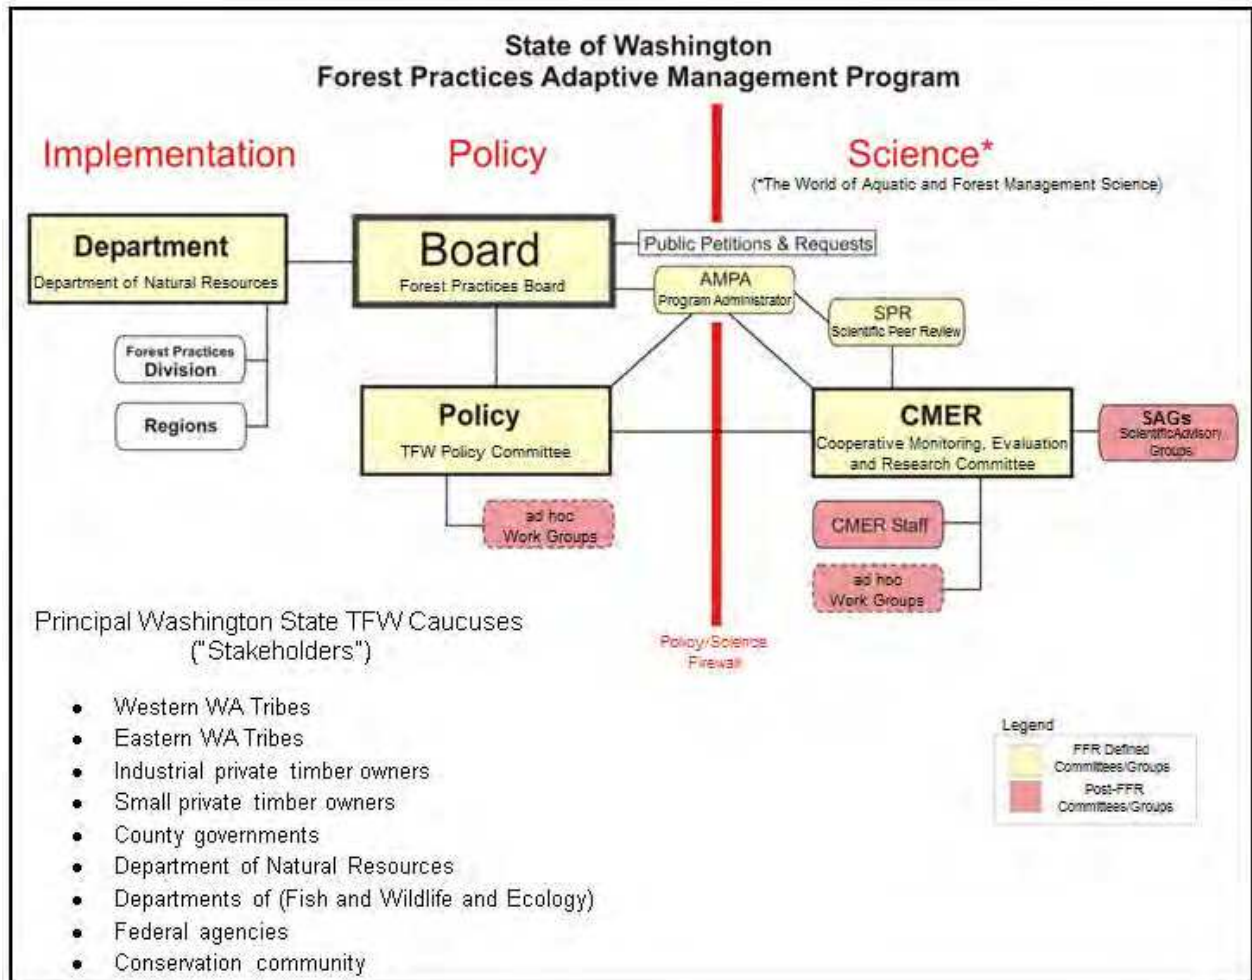 State of Washington
Forest Practices Adaptive Management Program
Implementation
Policy
Science*
(*The World of Aquatic and Forest Management Science)
Department
Department of Natural Resources
Board
Forest Practices Board
Public Petitions & Requests
AMPA
Program Administrator
SPR
Scientific Peer Review
Forest Practices
Division
Regions
Policy
TFW Policy Committee
CMER
Cooperative Monitoring, Evaluation
and Research Committee
SAGs
ScientificAdvisory
Groups
ad hoc
Work Groups
CMER Staff
ad hoc
Work Groups
Policy/Science
Firewall
Principal Washington State TFW Caucuses
("Stakeholders")
• Western WA Tribes
• Eastern WA Tribes
• Industrial private timber owners
• Small private timber owners
• County governments
• Department of Natural Resources
• Departments of (Fish and Wildlife and Ecology)
• Federal agencies
• Conservation community
Legend
FFR Defined
Committees/Groups
Post-FFR
Committees/Groups